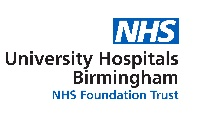 NHS
University Hospitals
Birmingham
NHS Foundation Trust